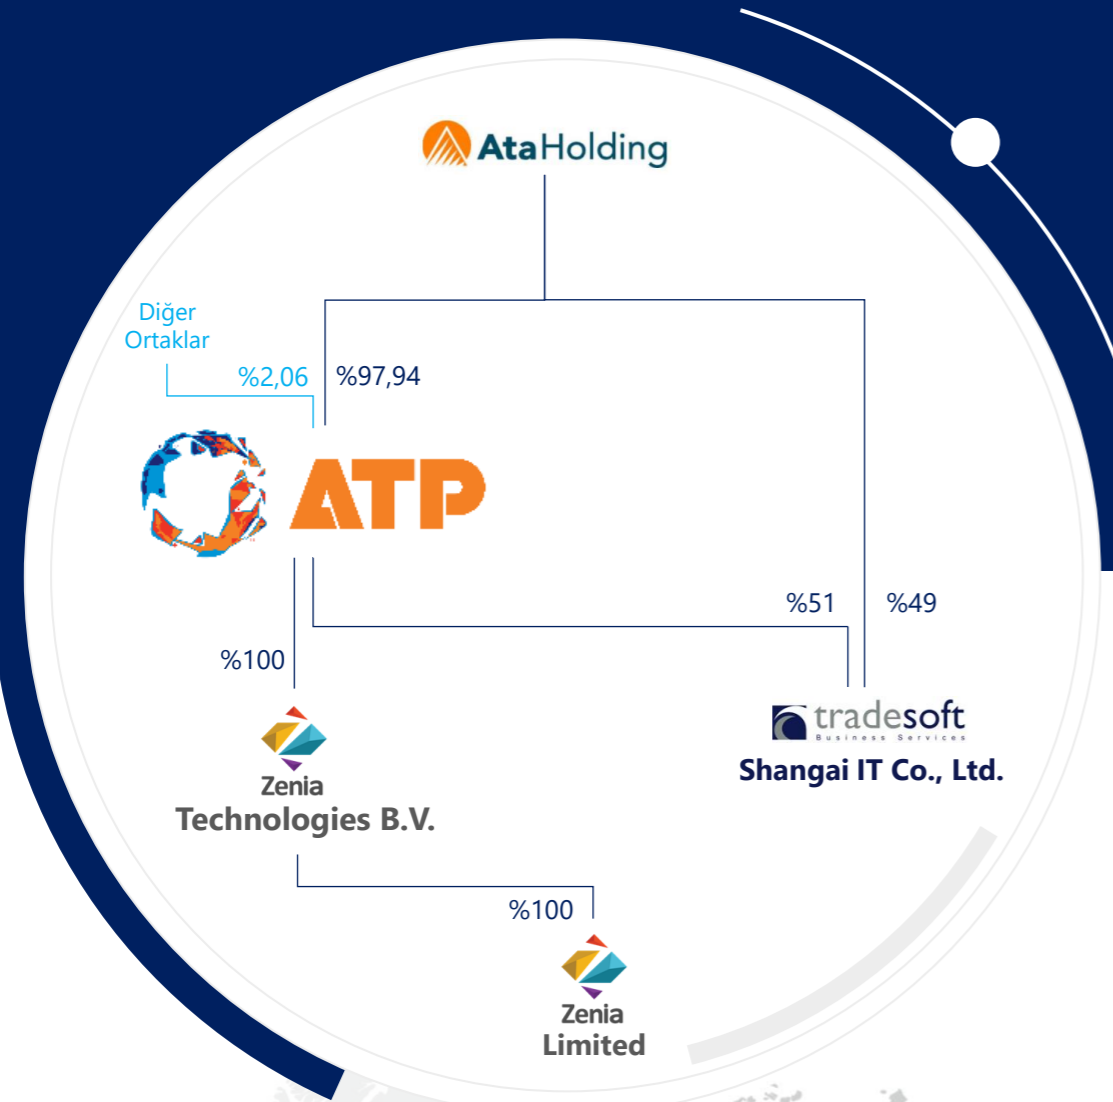 AtaHolding
Diğer
Ortaklar
%2,06
%97,94
ATP
%51
%49
%100
tradesoft
Business Services
Shangai IT Co., Ltd.
Zenia
Technologies B.V.
%100
Zenia
Limited